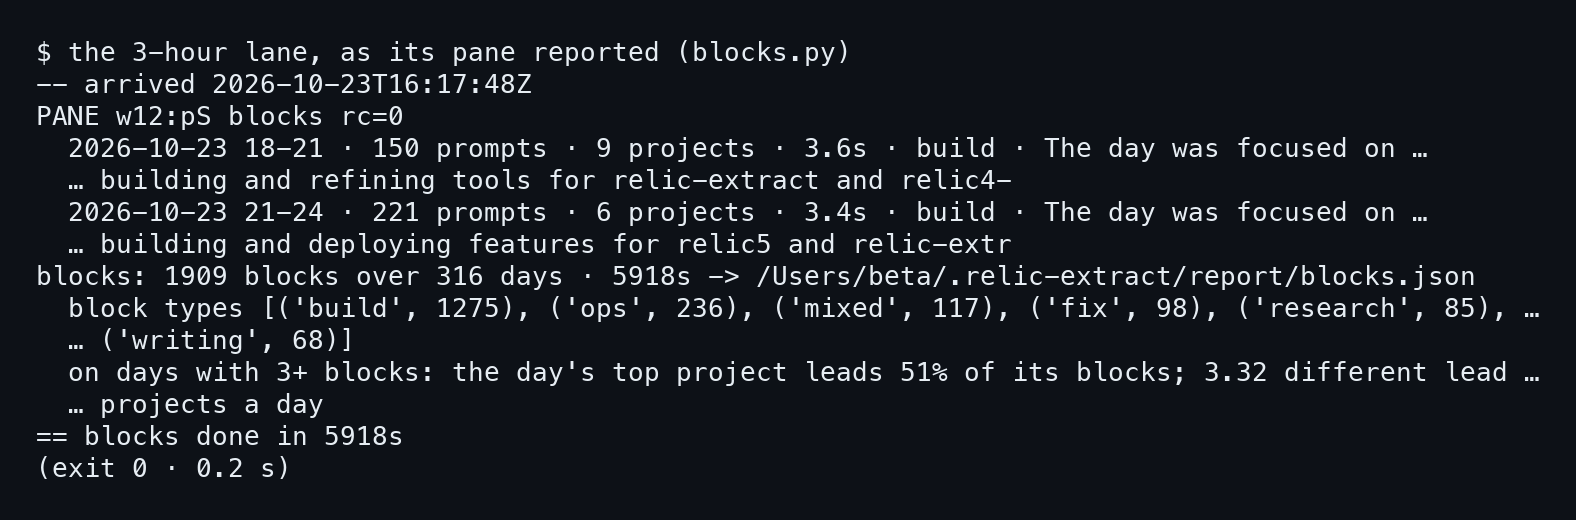 $ the 3-hour lane, as its pane reported (blocks.py)
-- arrived 2026-10-23T16:17:48Z
PANE w12:pS blocks rc=0
  2026-10-23 18-21 · 150 prompts · 9 projects · 3.6s · build · The day was focused on …
  … building and refining tools for relic-extract and relic4-
  2026-10-23 21-24 · 221 prompts · 6 projects · 3.4s · build · The day was focused on …
  … building and deploying features for relic5 and relic-extr
blocks: 1909 blocks over 316 days · 5918s -> /Users/beta/.relic-extract/report/blocks.json
  block types [('build', 1275), ('ops', 236), ('mixed', 117), ('fix', 98), ('research', 85), …
  … ('writing', 68)]
  on days with 3+ blocks: the day's top project leads 51% of its blocks; 3.32 different lead …
  … projects a day
== blocks done in 5918s
(exit 0 · 0.2 s)